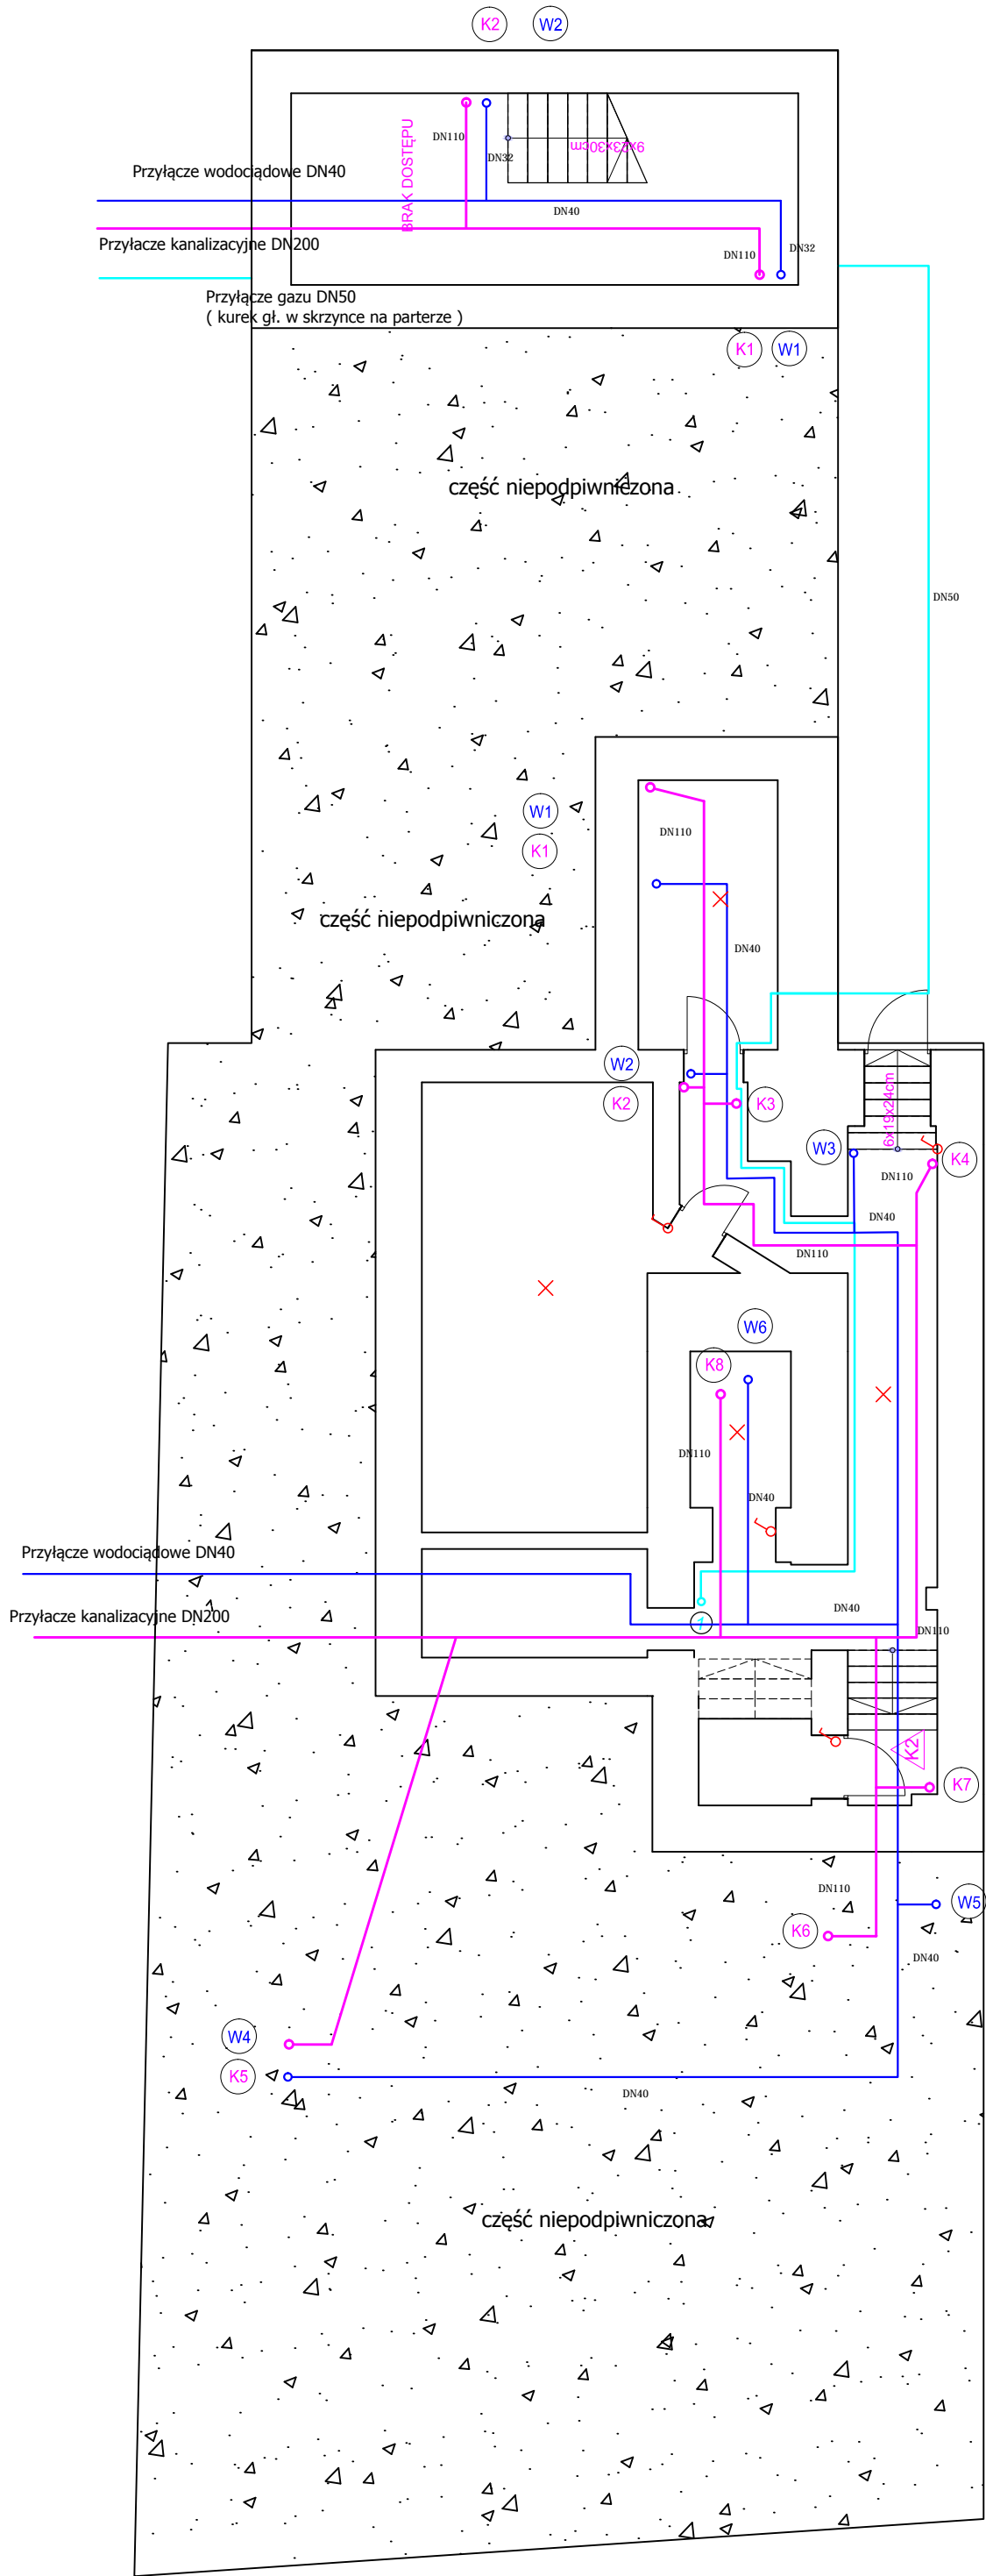 K2 W2
BRAK DOSTĘPU
DN110
DN32
9x23x30cm
Przyłącze wodociądowe DN40
DN40
Przyłacze kanalizacyjne DN200
DN110
DN32
Przyłącze gazu DN50
( kurek gł. w skrzynce na parterze )
K1 W1
część niepodpiwniczona
DN50
W1
K1
DN110
część niepodpiwniczona
DN40
W2
K2
K3
6x19x24cm
W3
K4
DN110
DN40
DN110
W6
K8
DN110
DN40
Przyłącze wodociądowe DN40
Przyłacze kanalizacyjne DN200
1
DN40
DN110
K2
K7
DN110
W5
K6
DN40
W4
K5
DN40
część niepodpiwniczona